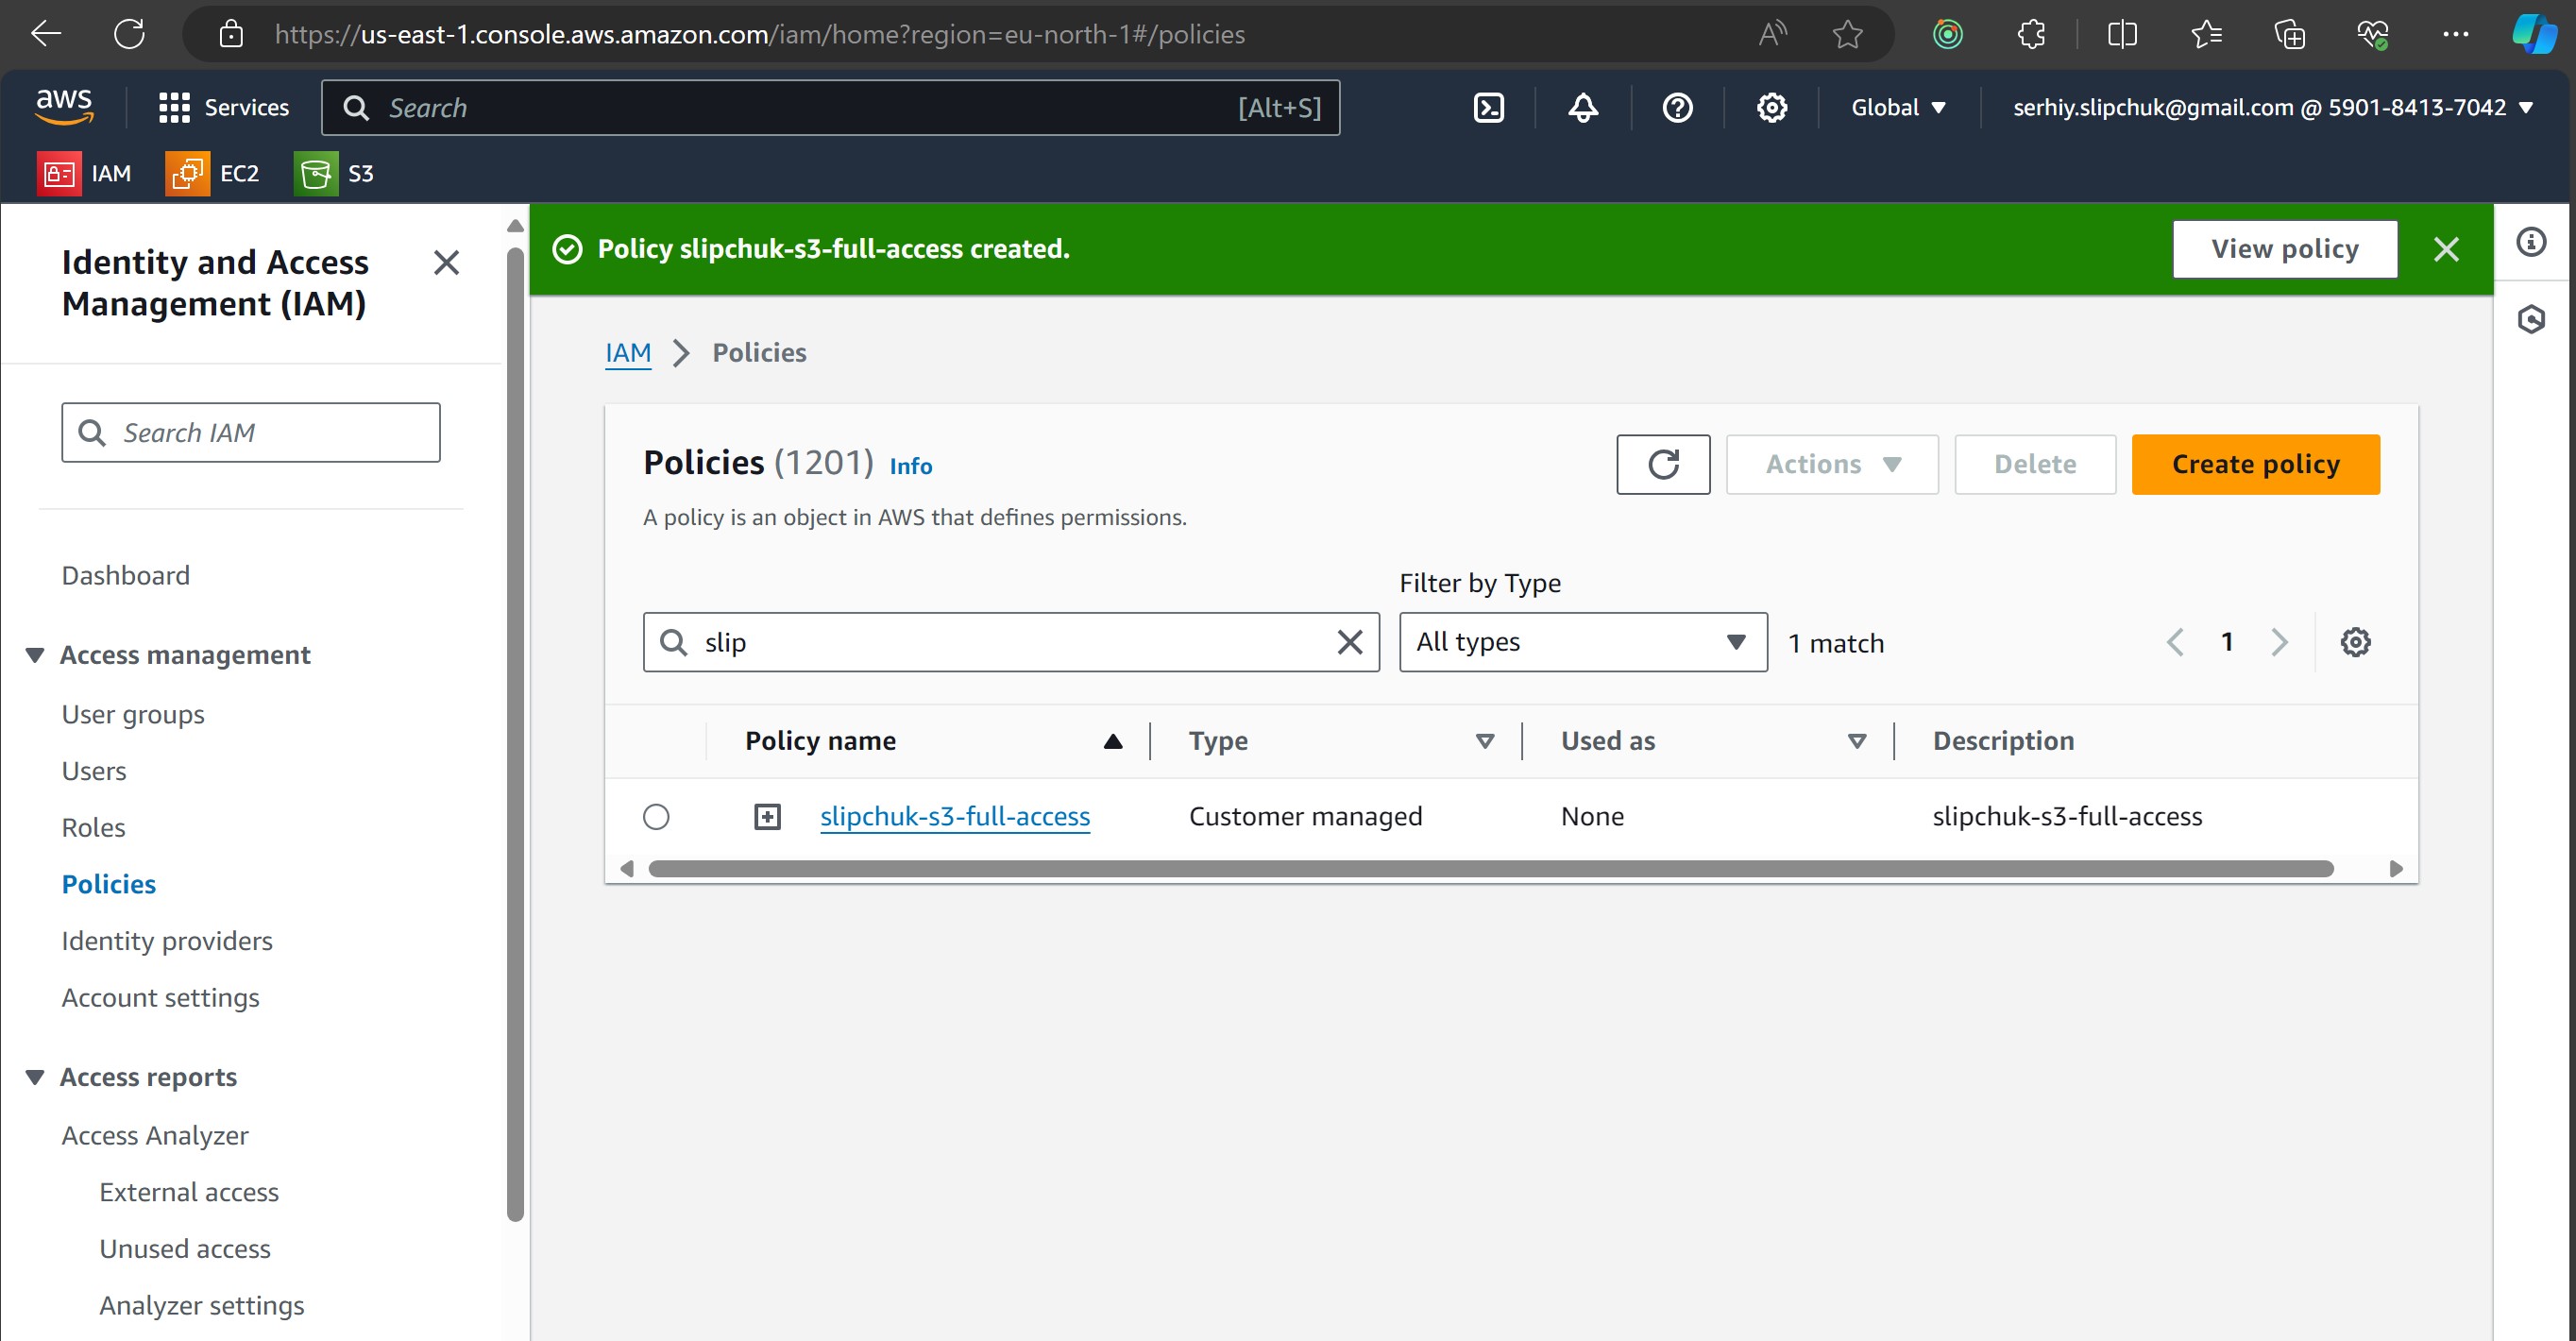 https://us-east-1.console.aws.amazon.com/iam/home?region=eu-north-1#/policies
aws
Services
Search
[Alt+S]
Global
serhiy.slipchuk@gmail.com @ 5901-8413-7042
IAM
EC2
S3
Identity and Access
Management (IAM)
Search IAM
Dashboard
Access management
User groups
Users
Roles
Policies
Identity providers
Account settings
Access reports
Access Analyzer
External access
Unused access
Analyzer settings
Policy slipchuk-s3-full-access created.
View policy
IAM
Policies
Policies (1201) Info
A policy is an object in AWS that defines permissions.
Actions
Delete
Create policy
Filter by Type
slip
All types
1 match
1
Policy name
Type
Used as
Description
slipchuk-s3-full-access
Customer managed
None
slipchuk-s3-full-access